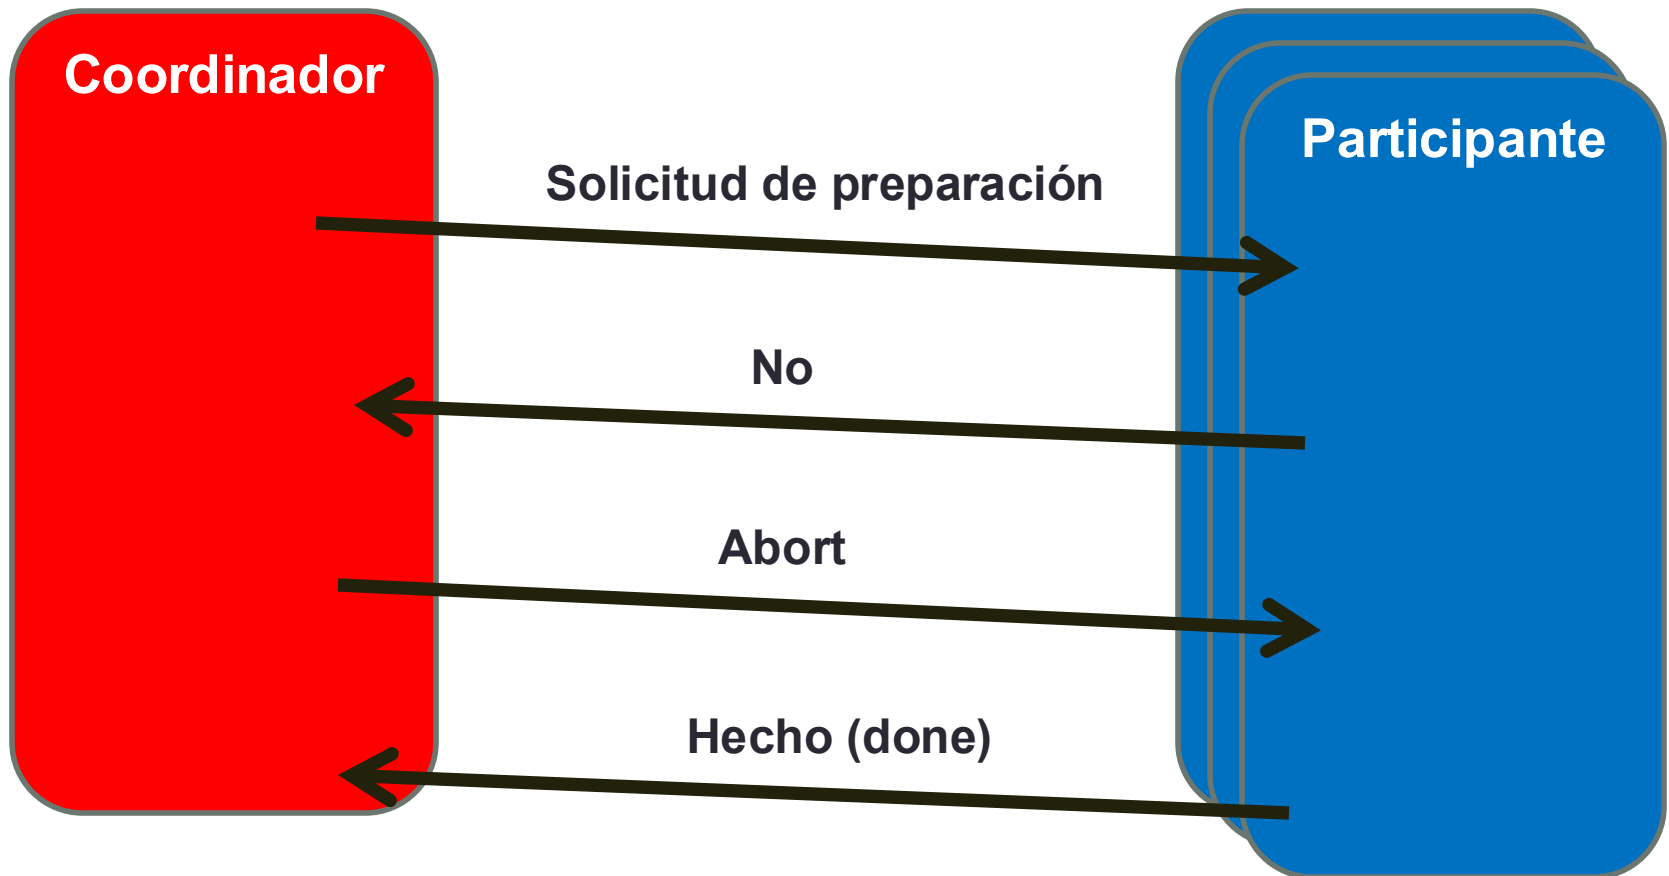 Coordinador
Participante
Solicitud de preparación
No
Abort
Hecho (done)